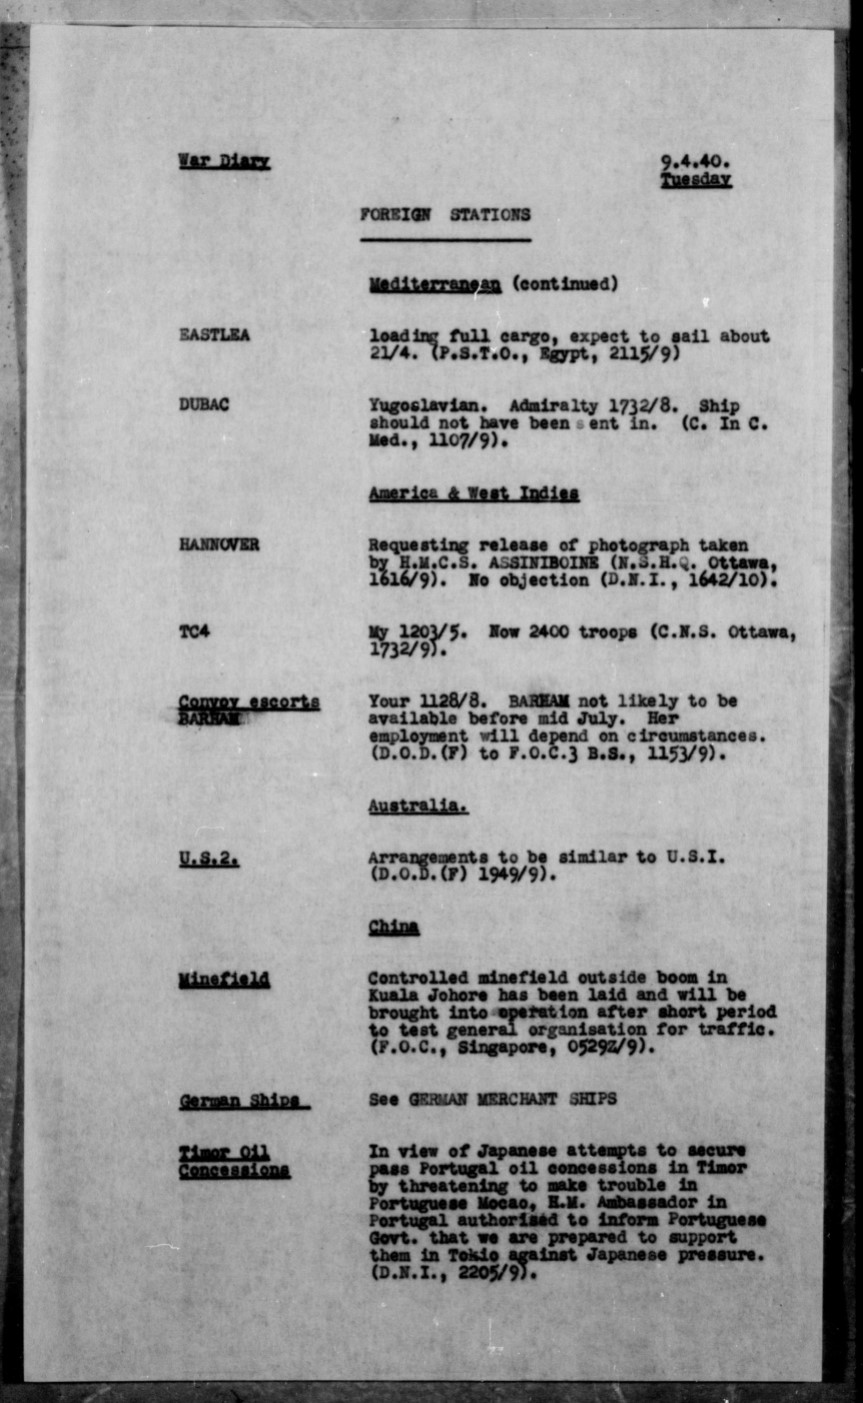 War Diary 9.4.40.
Tuesday
FOREIGN STATIONS
Mediterranean (continued)
EASTLEA loading full cargo, expect to sail about
21/4. (P.S.T.O., Egypt, 2115/9)
DUBAC Yugoslavian. Admiralty 1732/8. Ship
should not have been sent in. (C. In C.
Med., 1107/9).
America & West Indies
HANNOVER Requesting release of photograph taken
by H.M.C.S. ASSINIBOINE (N.S.H.Q. Ottawa,
1616/9). No objection (D.N.I., 1642/10).
TC4 My 1203/5. Now 2400 troops (C.N.S. Ottawa,
1732/9).
Convoy escorts Your 1128/8. BARHAM not likely to be
BARHAM available before mid July. Her
employment will depend on circumstances.
(D.O.D.(F) to F.O.C.3 B.S., 1153/9).
Australia.
U.S.2. Arrangements to be similar to U.S.I.
(D.O.D.(F) 1949/9).
China
Minefield Controlled minefield outside boom in
Kuala Johore has been laid and will be
brought into operation after short period
to test general organisation for traffic.
(F.O.C., Singapore, 0529Z/9).
German Ships See GERMAN MERCHANT SHIPS
Timor Oil In view of Japanese attempts to secure
Concessions pass Portugal oil concessions in Timor
by threatening to make trouble in
Portuguese Mocao, H.M. Ambassador in
Portugal authorised to inform Portuguese
Govt. that we are prepared to support
them in Tokio against Japanese pressure.
(D.N.I., 2205/9).